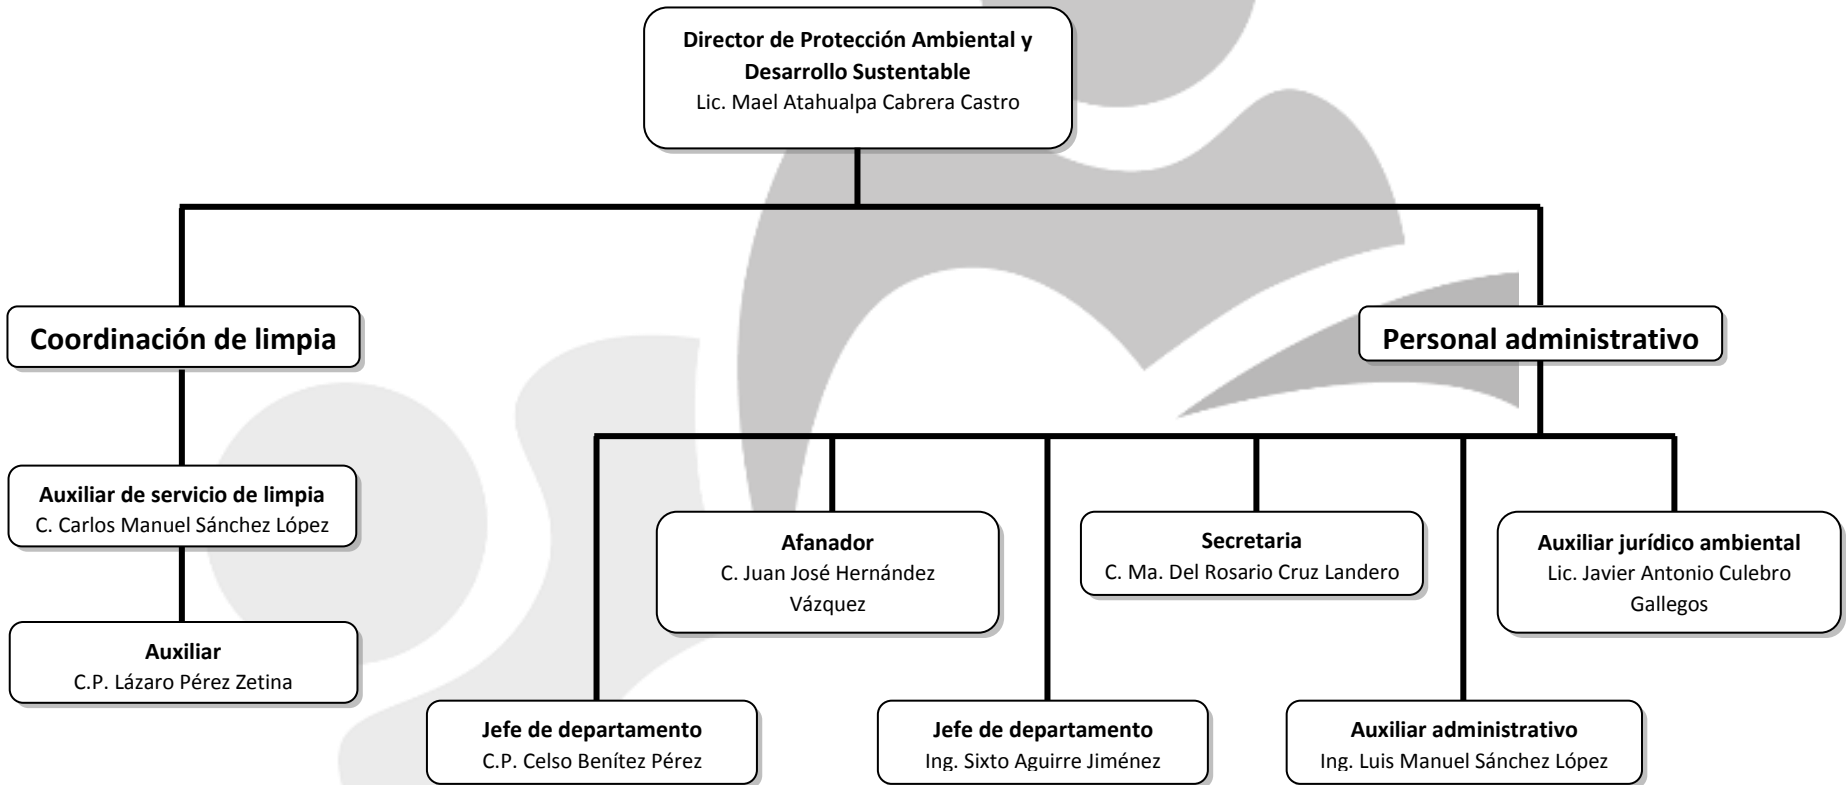 Director de Protección Ambiental y
Desarrollo Sustentable
Lic. Mael Atahualpa Cabrera Castro
Coordinación de limpia
Personal administrativo
Auxiliar de servicio de limpia
C. Carlos Manuel Sánchez López
Auxiliar
C.P. Lázaro Pérez Zetina
Afanador
C. Juan José Hernández
Vázquez
Secretaria
C. Ma. Del Rosario Cruz Landero
Auxiliar jurídico ambiental
Lic. Javier Antonio Culebro
Gallegos
Jefe de departamento
C.P. Celso Benítez Pérez
Jefe de departamento
Ing. Sixto Aguirre Jiménez
Auxiliar administrativo
Ing. Luis Manuel Sánchez López